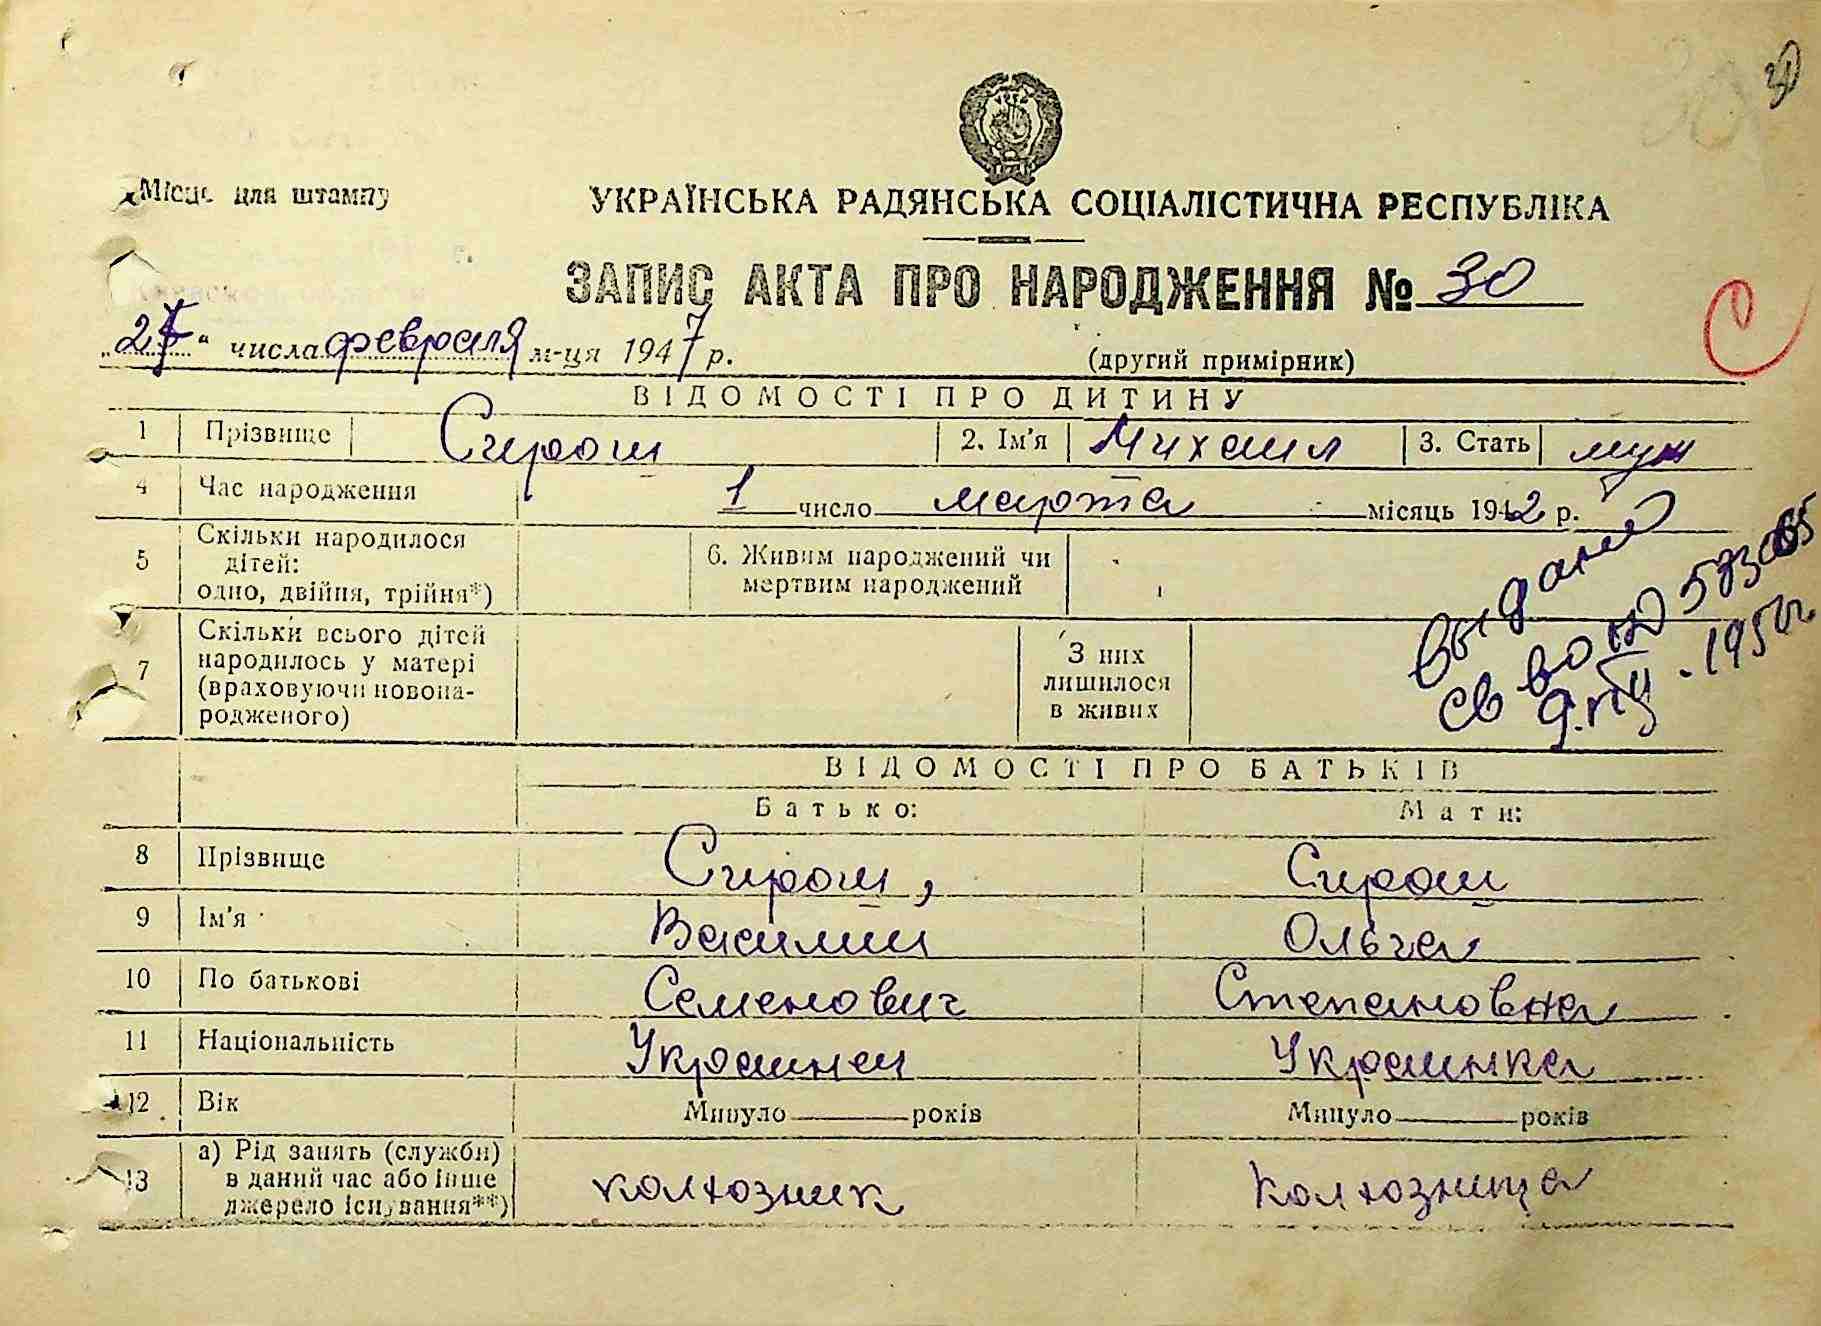 30
Місце для штампу
УКРАЇНСЬКА РАДЯНСЬКА СОЦІАЛІСТИЧНА РЕСПУБЛІКА
ЗАПИС АКТА ПРО НАРОДЖЕННЯ № 30
С
"27" числа февраля м-ця 1947 р.
(другий примірник)
ВІДОМОСТІ ПРО ДИТИНУ
1 Прізвище Сирош 2. Ім'я Михаил 3. Стать муж
4 Час народження 1 число марта місяць 1942 р.
5 Скільки народилося дітей: одно, двійня, трійня*) 6. Живим народжений чи мертвим народжений
7 Скільки всього дітей народилось у матері (враховуючи новонародженого) З них лишилося в живих
св во
1950г.
ВІДОМОСТІ ПРО БАТЬКІВ
Батько: Мати:
8 Прізвище Сирош, Сирош
9 Ім'я Василий Ольга
10 По батькові Семенович Степановна
11 Національність Украинец Украинка
12 Вік Минуло років Минуло років
13 а) Рід занять (служби) в даний час або інше джерело існування**) колхозник колхозница